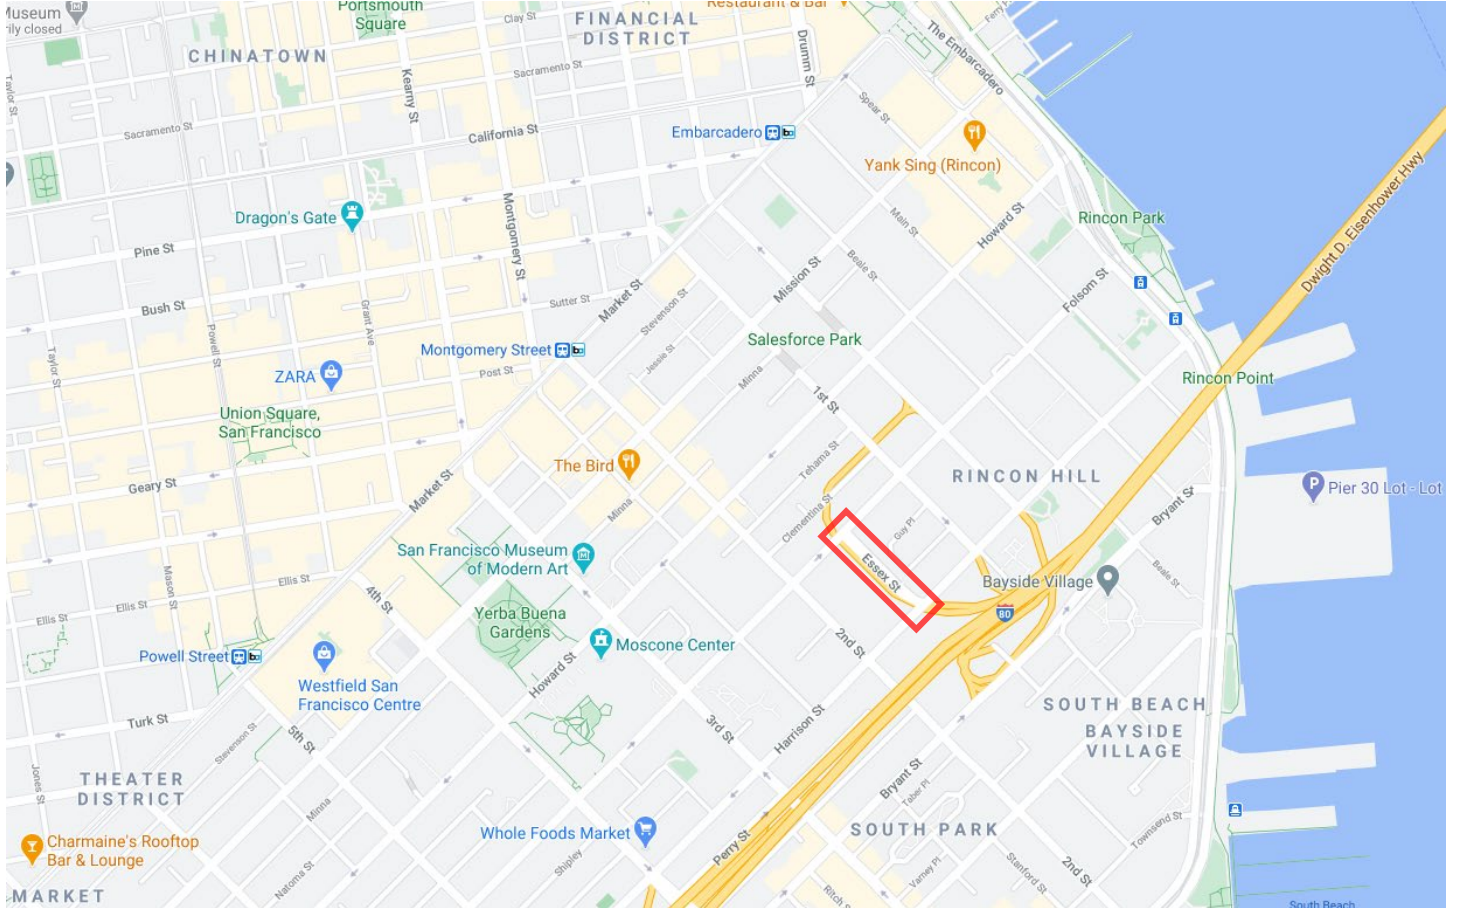 Museum
rily closed
Portsmouth
Square
Clay St
FINANCIAL
DISTRICT
Restaurant & Bar
Drumm St
The Embarcadero
CHINATOWN
Kearny St
Sacramento St
Taylor St
Sacramento St
California St
Embarcadero
Spear St
Yank Sing (Rincon)
Dwight D. Eisenhower Hwy
Dragon's Gate
Montgomery St
Main St
Howard St
Rincon Park
Pine St
Beale St
Mission St
Folsom St
Bush St
Grant Ave
Sutter St
Market St
Stevenson St
Powell St
Taylor St
Montgomery Street
Jessie St
Salesforce Park
Post St
Minna
ZARA
Rincon Point
1st St
Union Square,
San Francisco
The Bird
Tehama St
RINCON HILL
Geary St
Market St
Minna
Clementina St
Guy Pl
Bryant St
Pier 30 Lot - Lot
San Francisco Museum
of Modern Art
Essex St
Bayside Village
Beale St
Mason St
Ellis St
4th St
80
Ellis St
Ellis St
Yerba Buena
Gardens
Moscone Center
2nd St
Powell Street
Howard St
Westfield San
Francisco Centre
Turk St
Stevenson St
5th St
3rd St
Harrison St
SOUTH BEACH
BAYSIDE
VILLAGE
Jones St
THEATER
DISTRICT
Minna
Bryant St
Taber Pl
Whole Foods Market
Perry St
SOUTH PARK
Townsend St
Charmaine's Rooftop
Bar & Lounge
Natoma St
Shipley
Varney Pl
Stanford St
2nd St
MARKET
Ritch St
South Beach